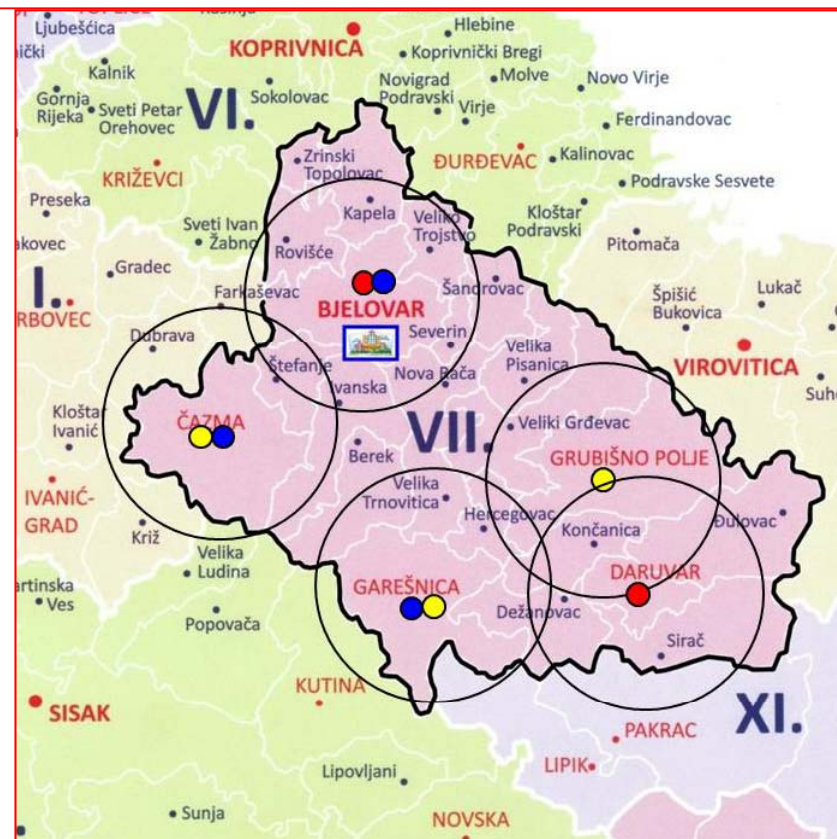 Ljubešćica
Kalnik
Gornja
Rijeka
Sveti Petar
Orehovec
VI.
KOPRIVNICA
Sokolovac
Hlebine
Koprivnički Bregi
Novigrad
Podravski
Molve
Virje
Novo Virje
Ferdinandovac
KRIŽEVCI
Zrinski
Topolovac
ĐURĐEVAC
Kalinovac
Podravske Sesvete
Preseka
Sveti Ivan
Žabno
Kapela
Veliko
Trojstvo
Kloštar
Podravski
Pitomača
Gradec
Rovišće
I.
Farkaševac
BJELOVAR
Šandrovac
Špišić
Bukovica
Lukač
Dubrava
Severin
Štefanje
Ivanska
Nova Rača
Velika
Pisanica
VIROVITICA
Kloštar
Ivanić
ČAZMA
VII.
Veliki Grđevac
Berek
GRUBIŠNO POLJE
IVANIĆ-
GRAD
Velika
Trnovitica
Križ
Hercegovac
Končanica
Đulovac
Velika
Ludina
GAREŠNICA
DARUVAR
Ves
Popovača
Dežanovac
Sirač
KUTINA
SISAK
XI.
PAKRAC
LIPIK
Lipovljani
Sunja
NOVSKA